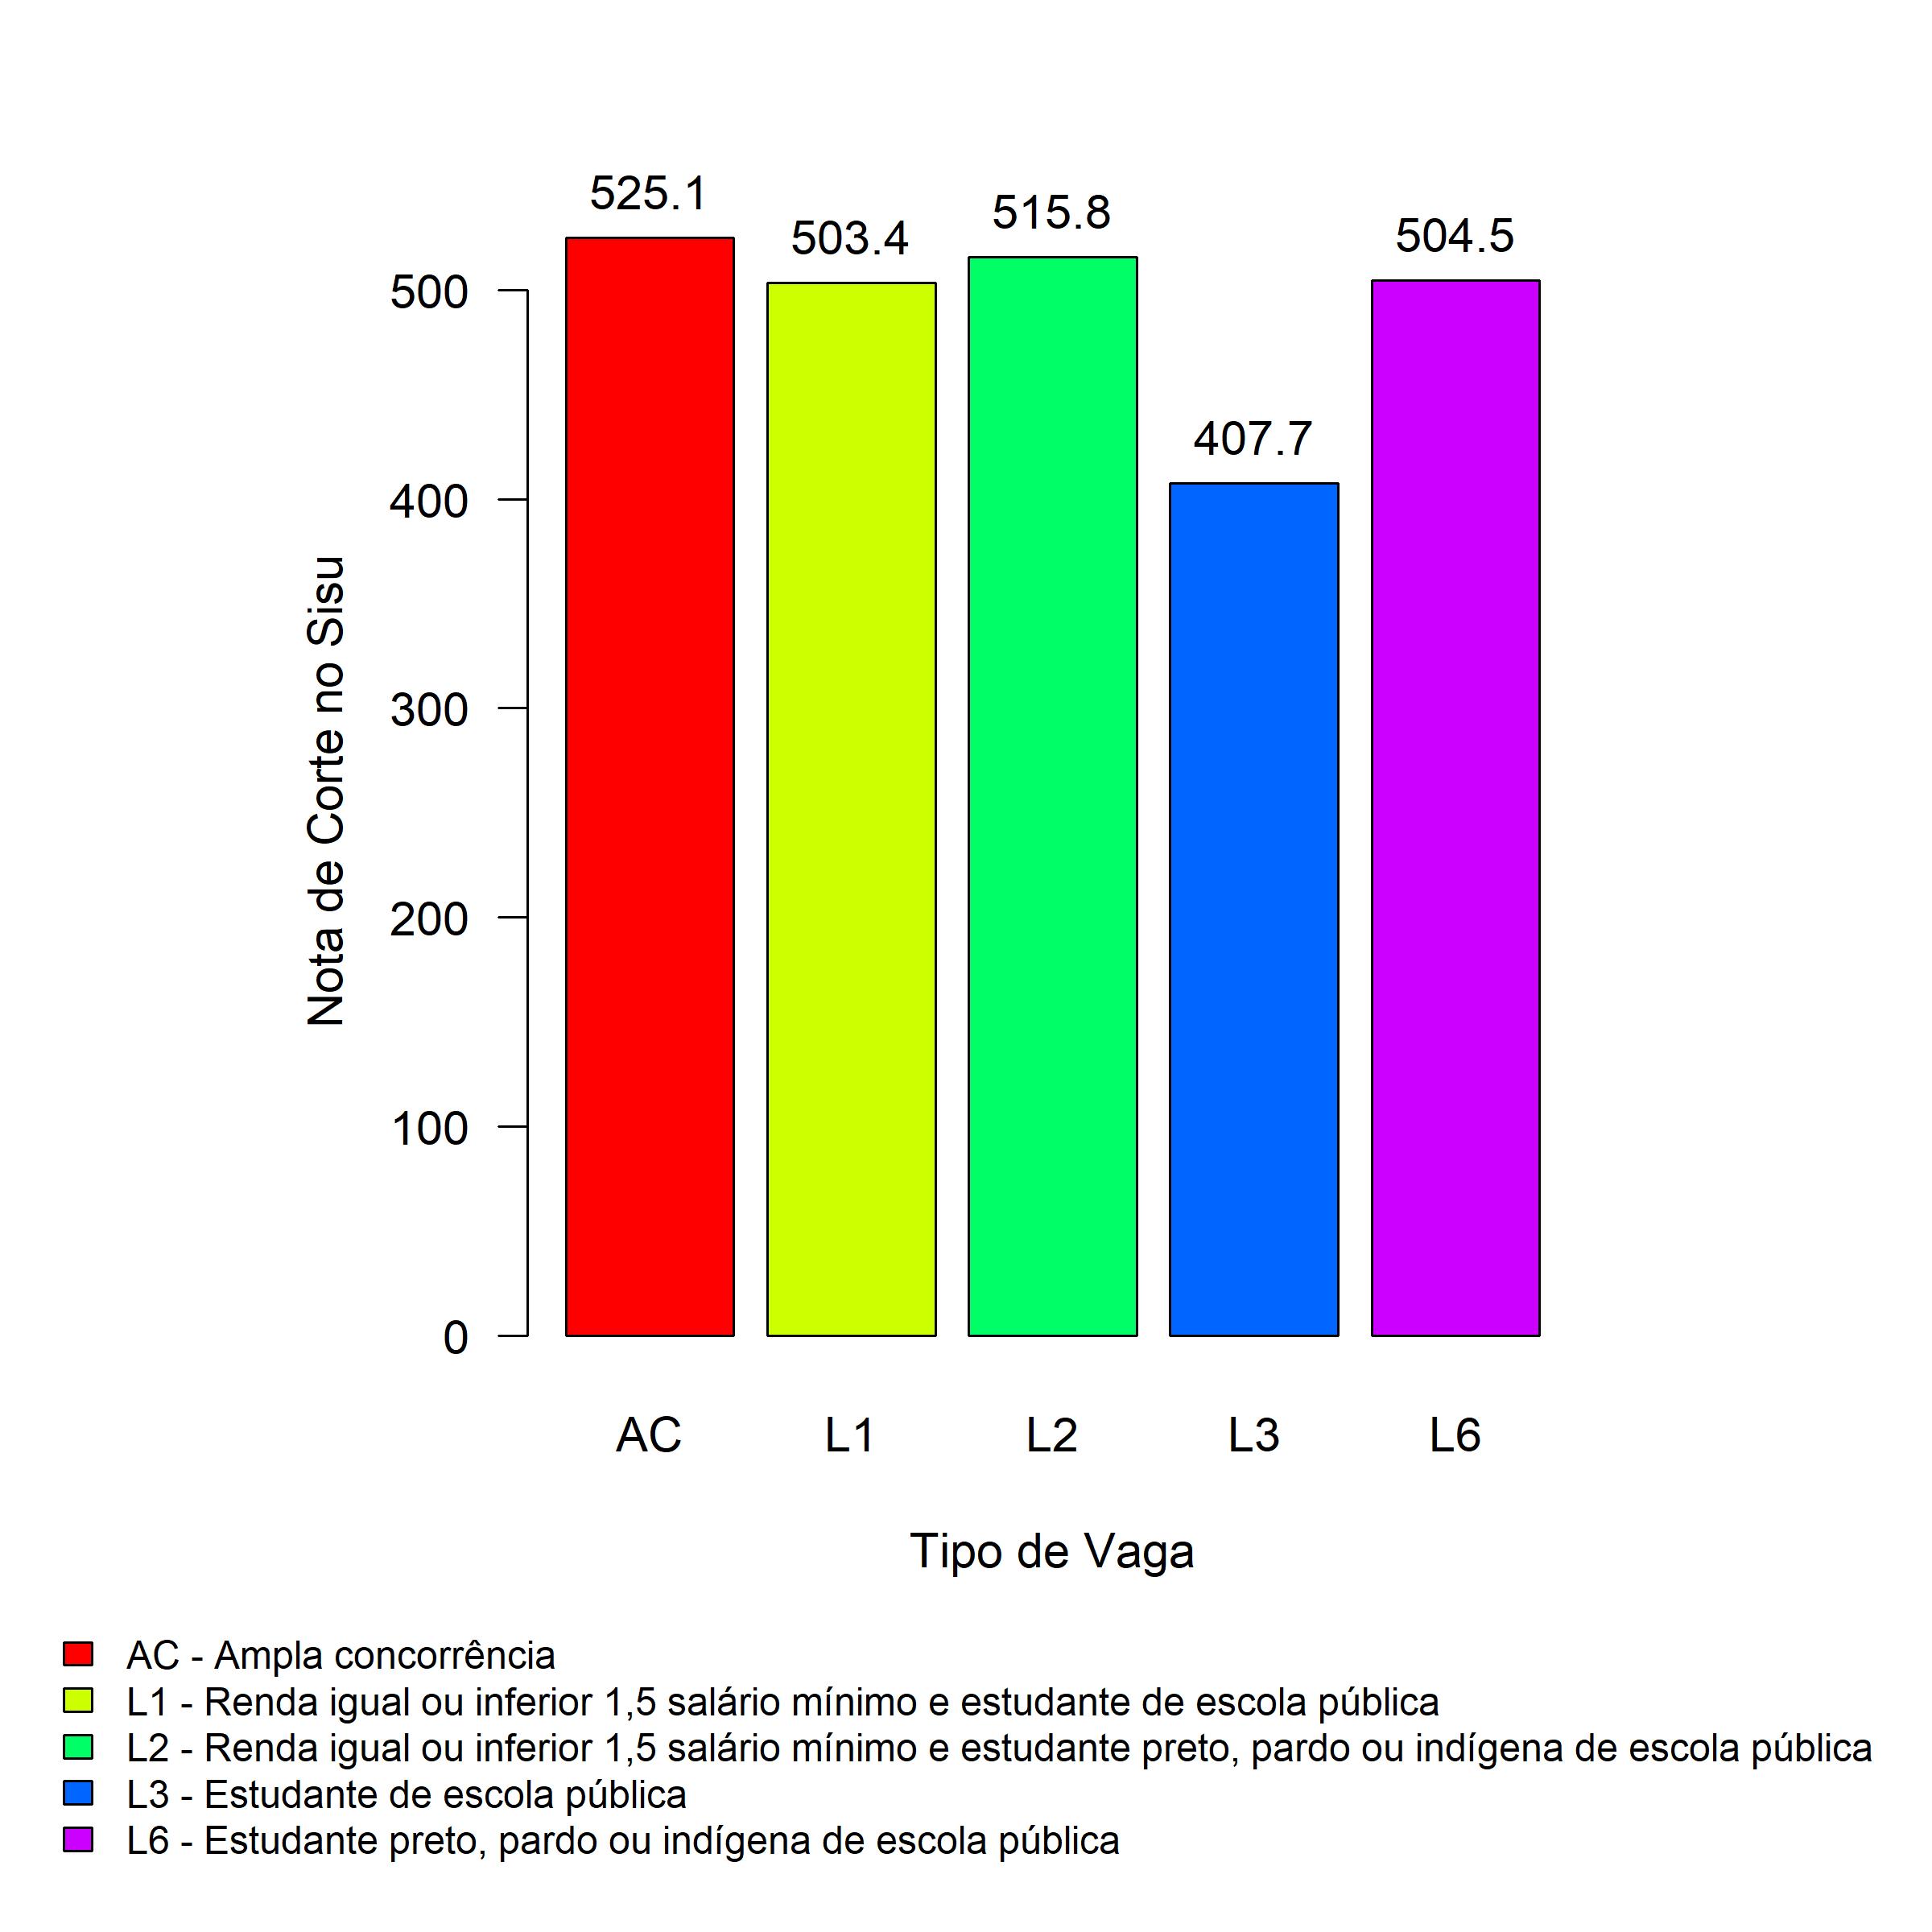 525.1
503.4
515.8
407.7
504.5
500
400
300
200
100
0
Nota de Corte no Sisu
AC
L1
L2
L3
L6
Tipo de Vaga
AC - Ampla concorrência
L1 - Renda igual ou inferior 1,5 salário mínimo e estudante de escola pública
L2 - Renda igual ou inferior 1,5 salário mínimo e estudante preto, pardo ou indígena de escola pública
L3 - Estudante de escola pública
L6 - Estudante preto, pardo ou indígena de escola pública